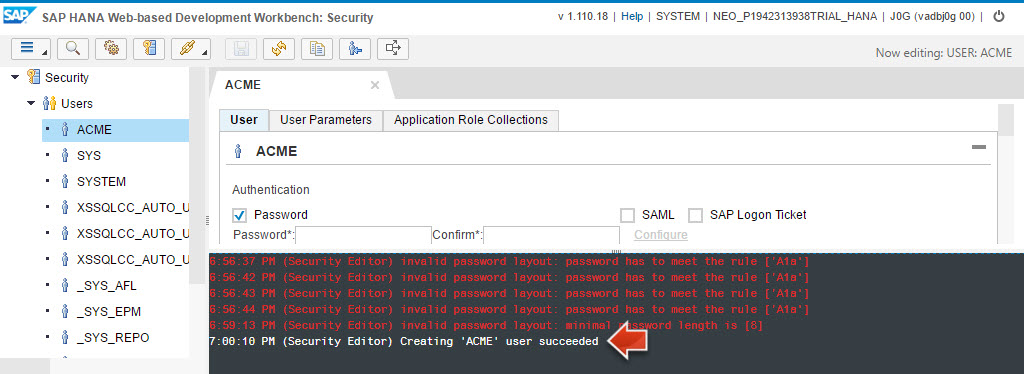 SAP SAP HANA Web-based Development Workbench: Security
v 1.110.18 | Help | SYSTEM | NEO_P1942313938TRIAL_HANA | J0G (vadbj0g 00) |
Now editing: USER: ACME
Security
Users
ACME
SYS
SYSTEM
XSSQLCC_AUTO_U
XSSQLCC_AUTO_U
XSSQLCC_AUTO_U
_SYS_AFL
_SYS_EPM
_SYS_REPO
ACME
User User Parameters Application Role Collections
ACME
Authentication
Password SAML SAP Logon Ticket
Password*: Confirm*: Configure
6:56:37 PM (Security Editor) invalid password layout: password has to meet the rule ['A1a']
6:56:42 PM (Security Editor) invalid password layout: password has to meet the rule ['A1a']
6:56:43 PM (Security Editor) invalid password layout: password has to meet the rule ['A1a']
6:56:44 PM (Security Editor) invalid password layout: password has to meet the rule ['A1a']
6:59:13 PM (Security Editor) invalid password layout: minimal password length is [8]
7:00:10 PM (Security Editor) Creating 'ACME' user succeeded